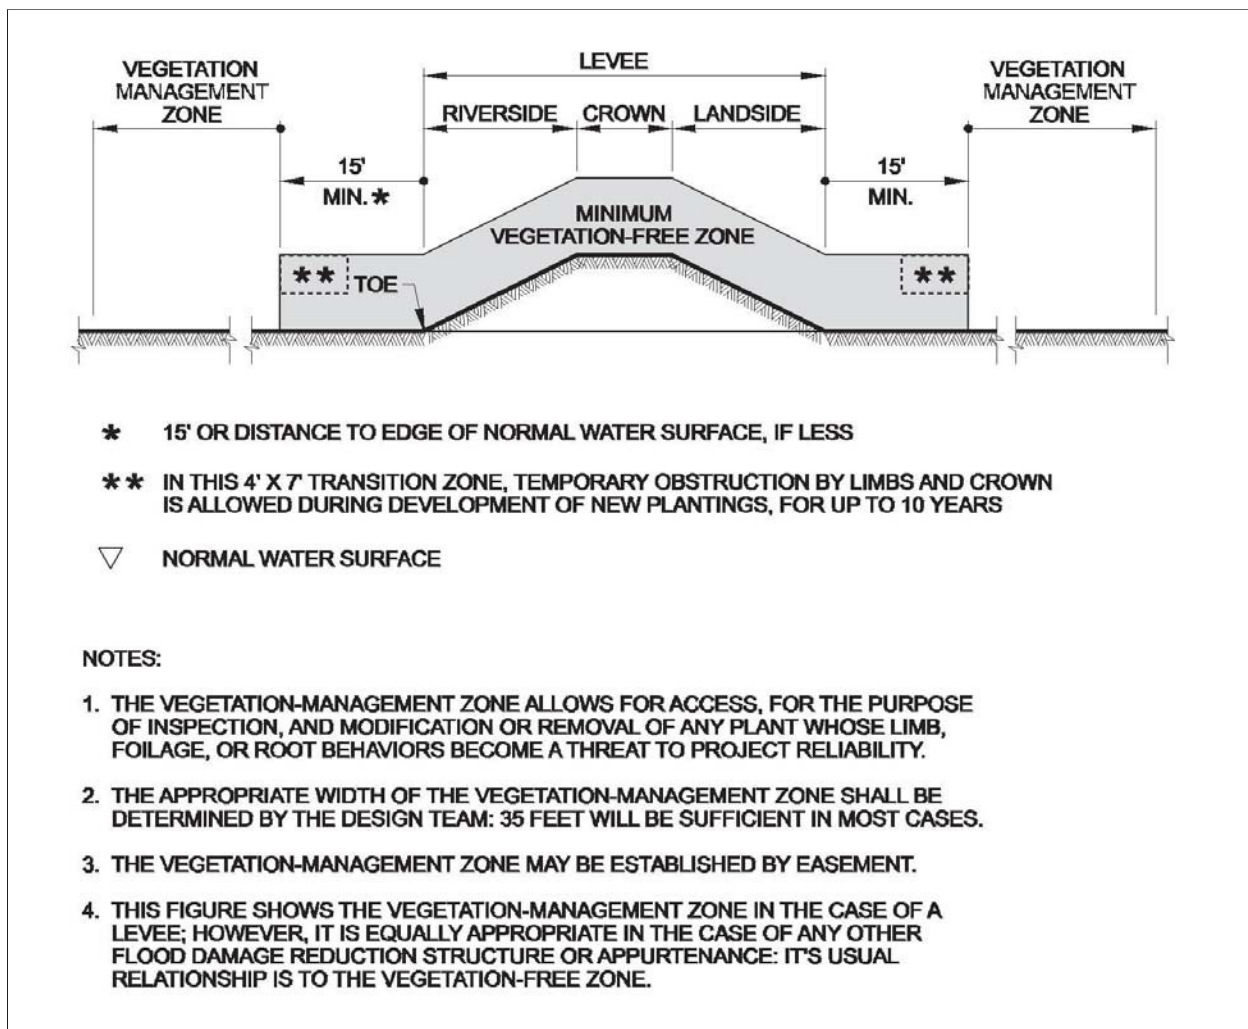 VEGETATION
MANAGEMENT
ZONE
LEVEE
VEGETATION
MANAGEMENT
ZONE
RIVERSIDE
CROWN
LANDSIDE
15'
MIN. *
15'
MIN.
MINIMUM
VEGETATION-FREE ZONE
**
TOE
**
* 15' OR DISTANCE TO EDGE OF NORMAL WATER SURFACE, IF LESS
** IN THIS 4' X 7' TRANSITION ZONE, TEMPORARY OBSTRUCTION BY LIMBS AND CROWN
IS ALLOWED DURING DEVELOPMENT OF NEW PLANTINGS, FOR UP TO 10 YEARS
▽ NORMAL WATER SURFACE
NOTES:
1. THE VEGETATION-MANAGEMENT ZONE ALLOWS FOR ACCESS, FOR THE PURPOSE
OF INSPECTION, AND MODIFICATION OR REMOVAL OF ANY PLANT WHOSE LIMB,
FOILAGE, OR ROOT BEHAVIORS BECOME A THREAT TO PROJECT RELIABILITY.
2. THE APPROPRIATE WIDTH OF THE VEGETATION-MANAGEMENT ZONE SHALL BE
DETERMINED BY THE DESIGN TEAM: 35 FEET WILL BE SUFFICIENT IN MOST CASES.
3. THE VEGETATION-MANAGEMENT ZONE MAY BE ESTABLISHED BY EASEMENT.
4. THIS FIGURE SHOWS THE VEGETATION-MANAGEMENT ZONE IN THE CASE OF A
LEVEE; HOWEVER, IT IS EQUALLY APPROPRIATE IN THE CASE OF ANY OTHER
FLOOD DAMAGE REDUCTION STRUCTURE OR APPURTENANCE: IT'S USUAL
RELATIONSHIP IS TO THE VEGETATION-FREE ZONE.